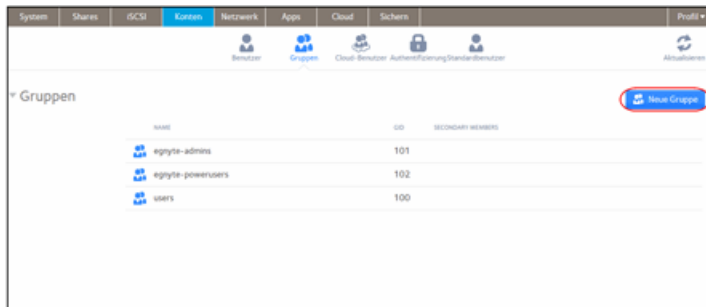 System Shares iSCSI Konten Netzwerk Apps Cloud Sichern Profil
Benutzer Gruppen Cloud-Benutzer Authentifizierung Standardbenutzer Aktualisieren
Gruppen
Neue Gruppe
NAME GID SECONDARY MEMBERS
egnyte-admins 101
egnyte-powerusers 102
users 100